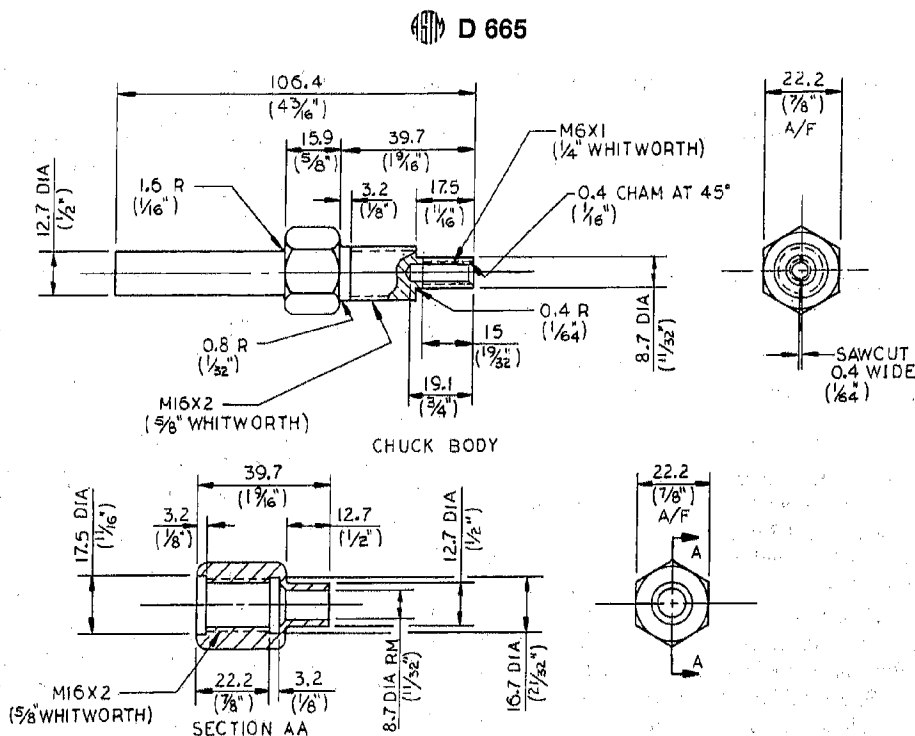 ASTM D 665
106.4
(4 3/16")
22.2
(7/8")
A/F
15.9
(5/8")
39.7
(1 9/16")
M6X1
(1/4" WHITWORTH)
12.7 DIA
(1/2")
1.6 R
(1/16")
3.2
(1/8")
17.5
(11/16")
0.4 CHAM AT 45°
(1/16")
0.8 R
(1/32")
0.4 R
(1/64")
15
(19/32")
8.7 DIA
(11/32")
SAWCUT
0.4 WIDE
(1/64")
19.1
(3/4")
M16X2
(5/8" WHITWORTH)
CHUCK BODY
39.7
(1 9/16")
22.2
(7/8")
A/F
17.5 DIA
(11/16")
3.2
(1/8")
12.7
(1/2")
12.7 DIA
(1/2")
A
M16X2
(5/8" WHITWORTH)
22.2
(7/8")
3.2
(1/8")
8.7 DIA RM
(11/32")
16.7 DIA
(21/32")
A
SECTION AA